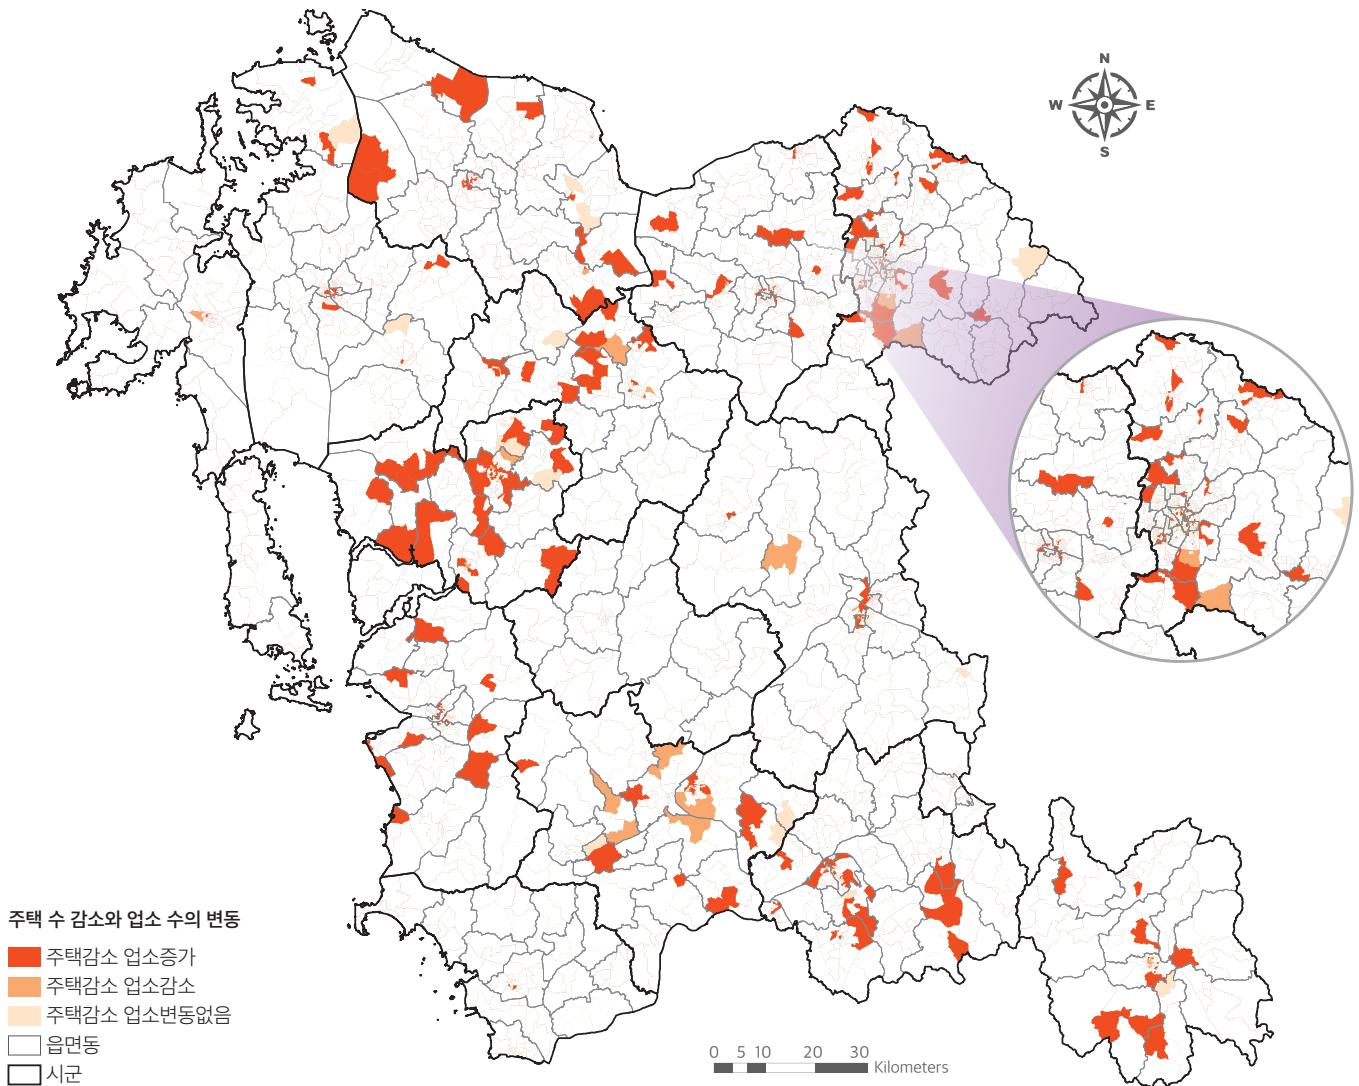 N
W E
S
주택 수 감소와 업소 수의 변동
주택감소 업소증가
주택감소 업소감소
주택감소 업소변동없음
읍면동
시군
0 5 10 20 30
Kilometers